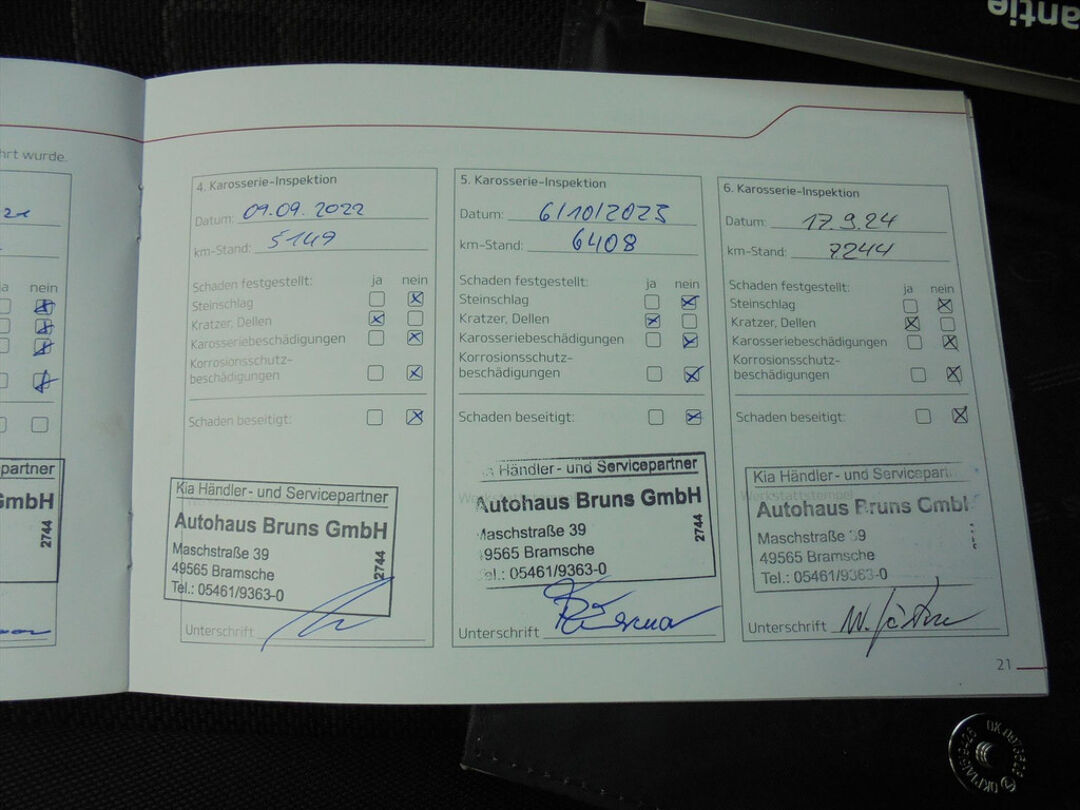 antie
hrt wurde.
ja nein
partner
GmbH
2744
4. Karosserie-Inspektion
Datum: 09.09.2022
km-Stand: 5149
Schaden festgestellt: ja nein
Steinschlag
Kratzer, Dellen
Karosseriebeschädigungen
Korrosionsschutz-
beschädigungen
Schaden beseitigt:
Kia Händler- und Servicepartner
Autohaus Bruns GmbH
Maschstraße 39
49565 Bramsche
Tel.: 05461/9363-0
2744
Unterschrift
5. Karosserie-Inspektion
Datum: 6/10/2023
km-Stand: 6408
Schaden festgestellt: ja nein
Steinschlag
Kratzer, Dellen
Karosseriebeschädigungen
Korrosionsschutz-
beschädigungen
Schaden beseitigt:
Händler- und Servicepartner
Werkstattstempel
Autohaus Bruns GmbH
Maschstraße 39
49565 Bramsche
Tel.: 05461/9363-0
2744
Unterschrift
6. Karosserie-Inspektion
Datum: 17.9.24
km-Stand: 7244
Schaden festgestellt: ja nein
Steinschlag
Kratzer, Dellen
Karosseriebeschädigungen
Korrosionsschutz-
beschädigungen
Schaden beseitigt:
Kia Händler- und Servicepart
Werkstattstempel
Autohaus Bruns GmbH
Maschstraße 39
49565 Bramsche
Tel.: 05461/9363-0
Unterschrift
21